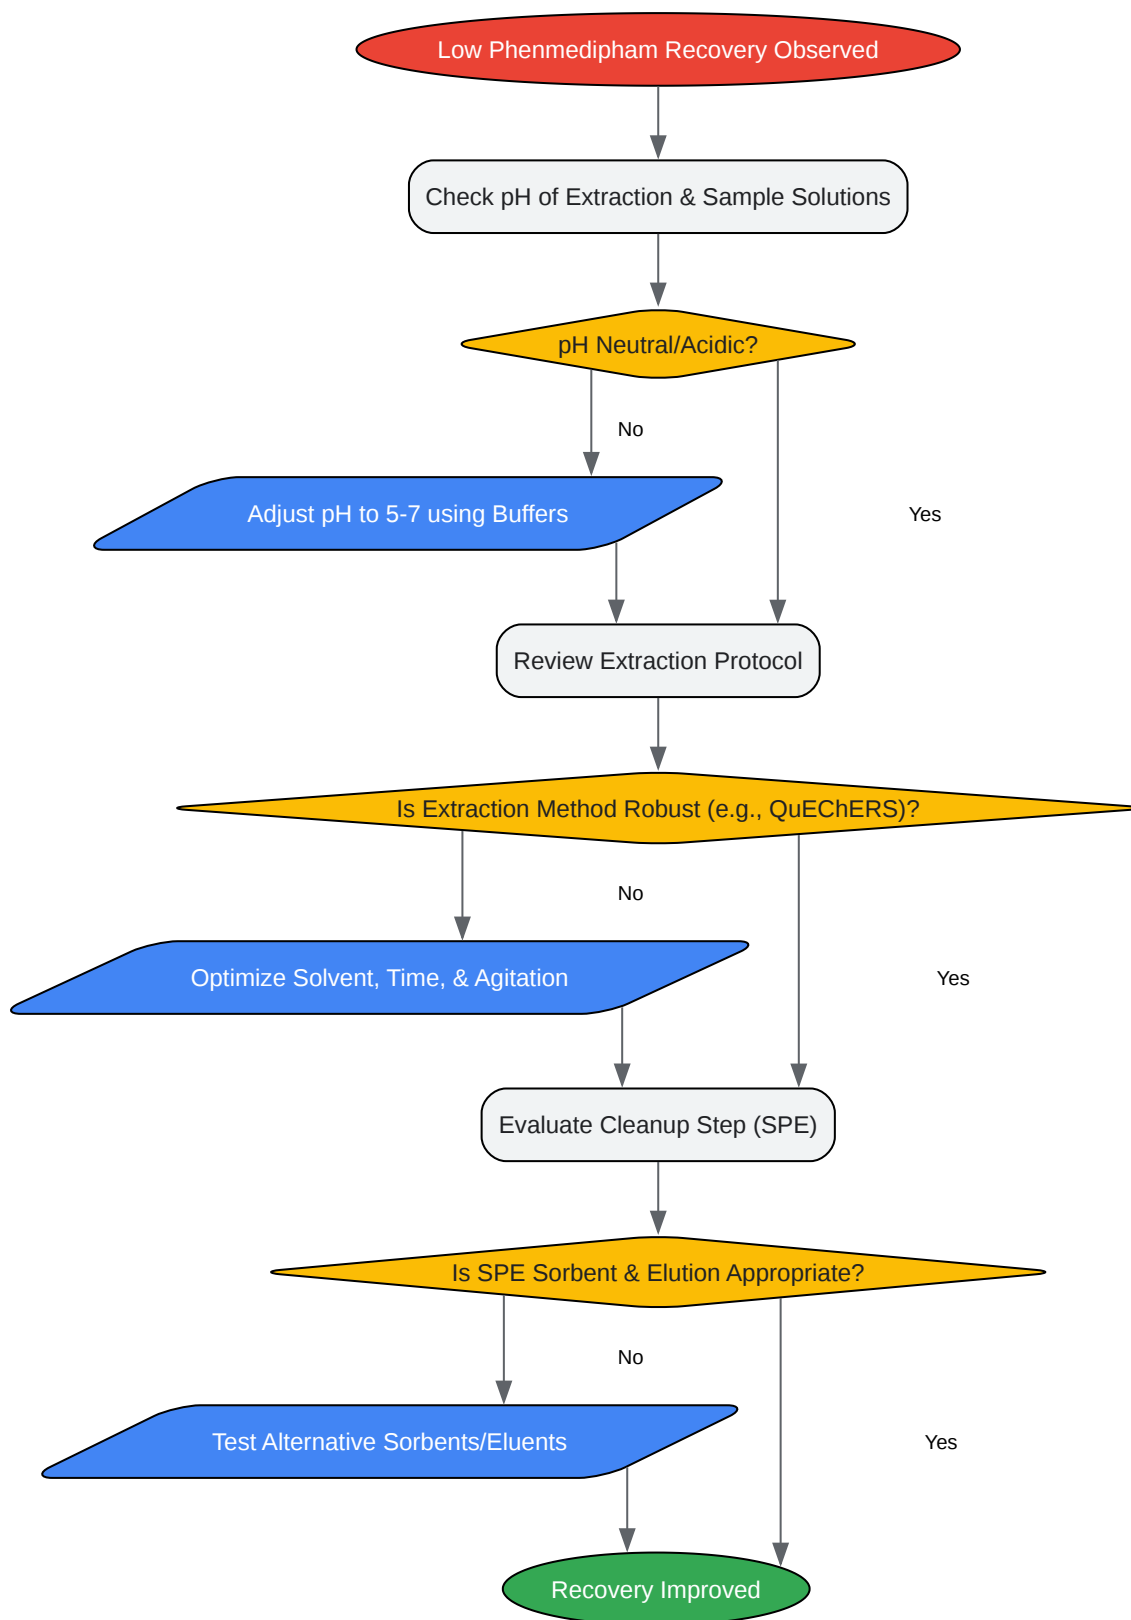 Low Phenmedipham Recovery Observed
Check pH of Extraction & Sample Solutions
pH Neutral/Acidic?
No
Adjust pH to 5-7 using Buffers
Yes
Review Extraction Protocol
Is Extraction Method Robust (e.g., QuEChERS)?
No
Optimize Solvent, Time, & Agitation
Yes
Evaluate Cleanup Step (SPE)
Is SPE Sorbent & Elution Appropriate?
No
Test Alternative Sorbents/Eluents
Yes
Recovery Improved